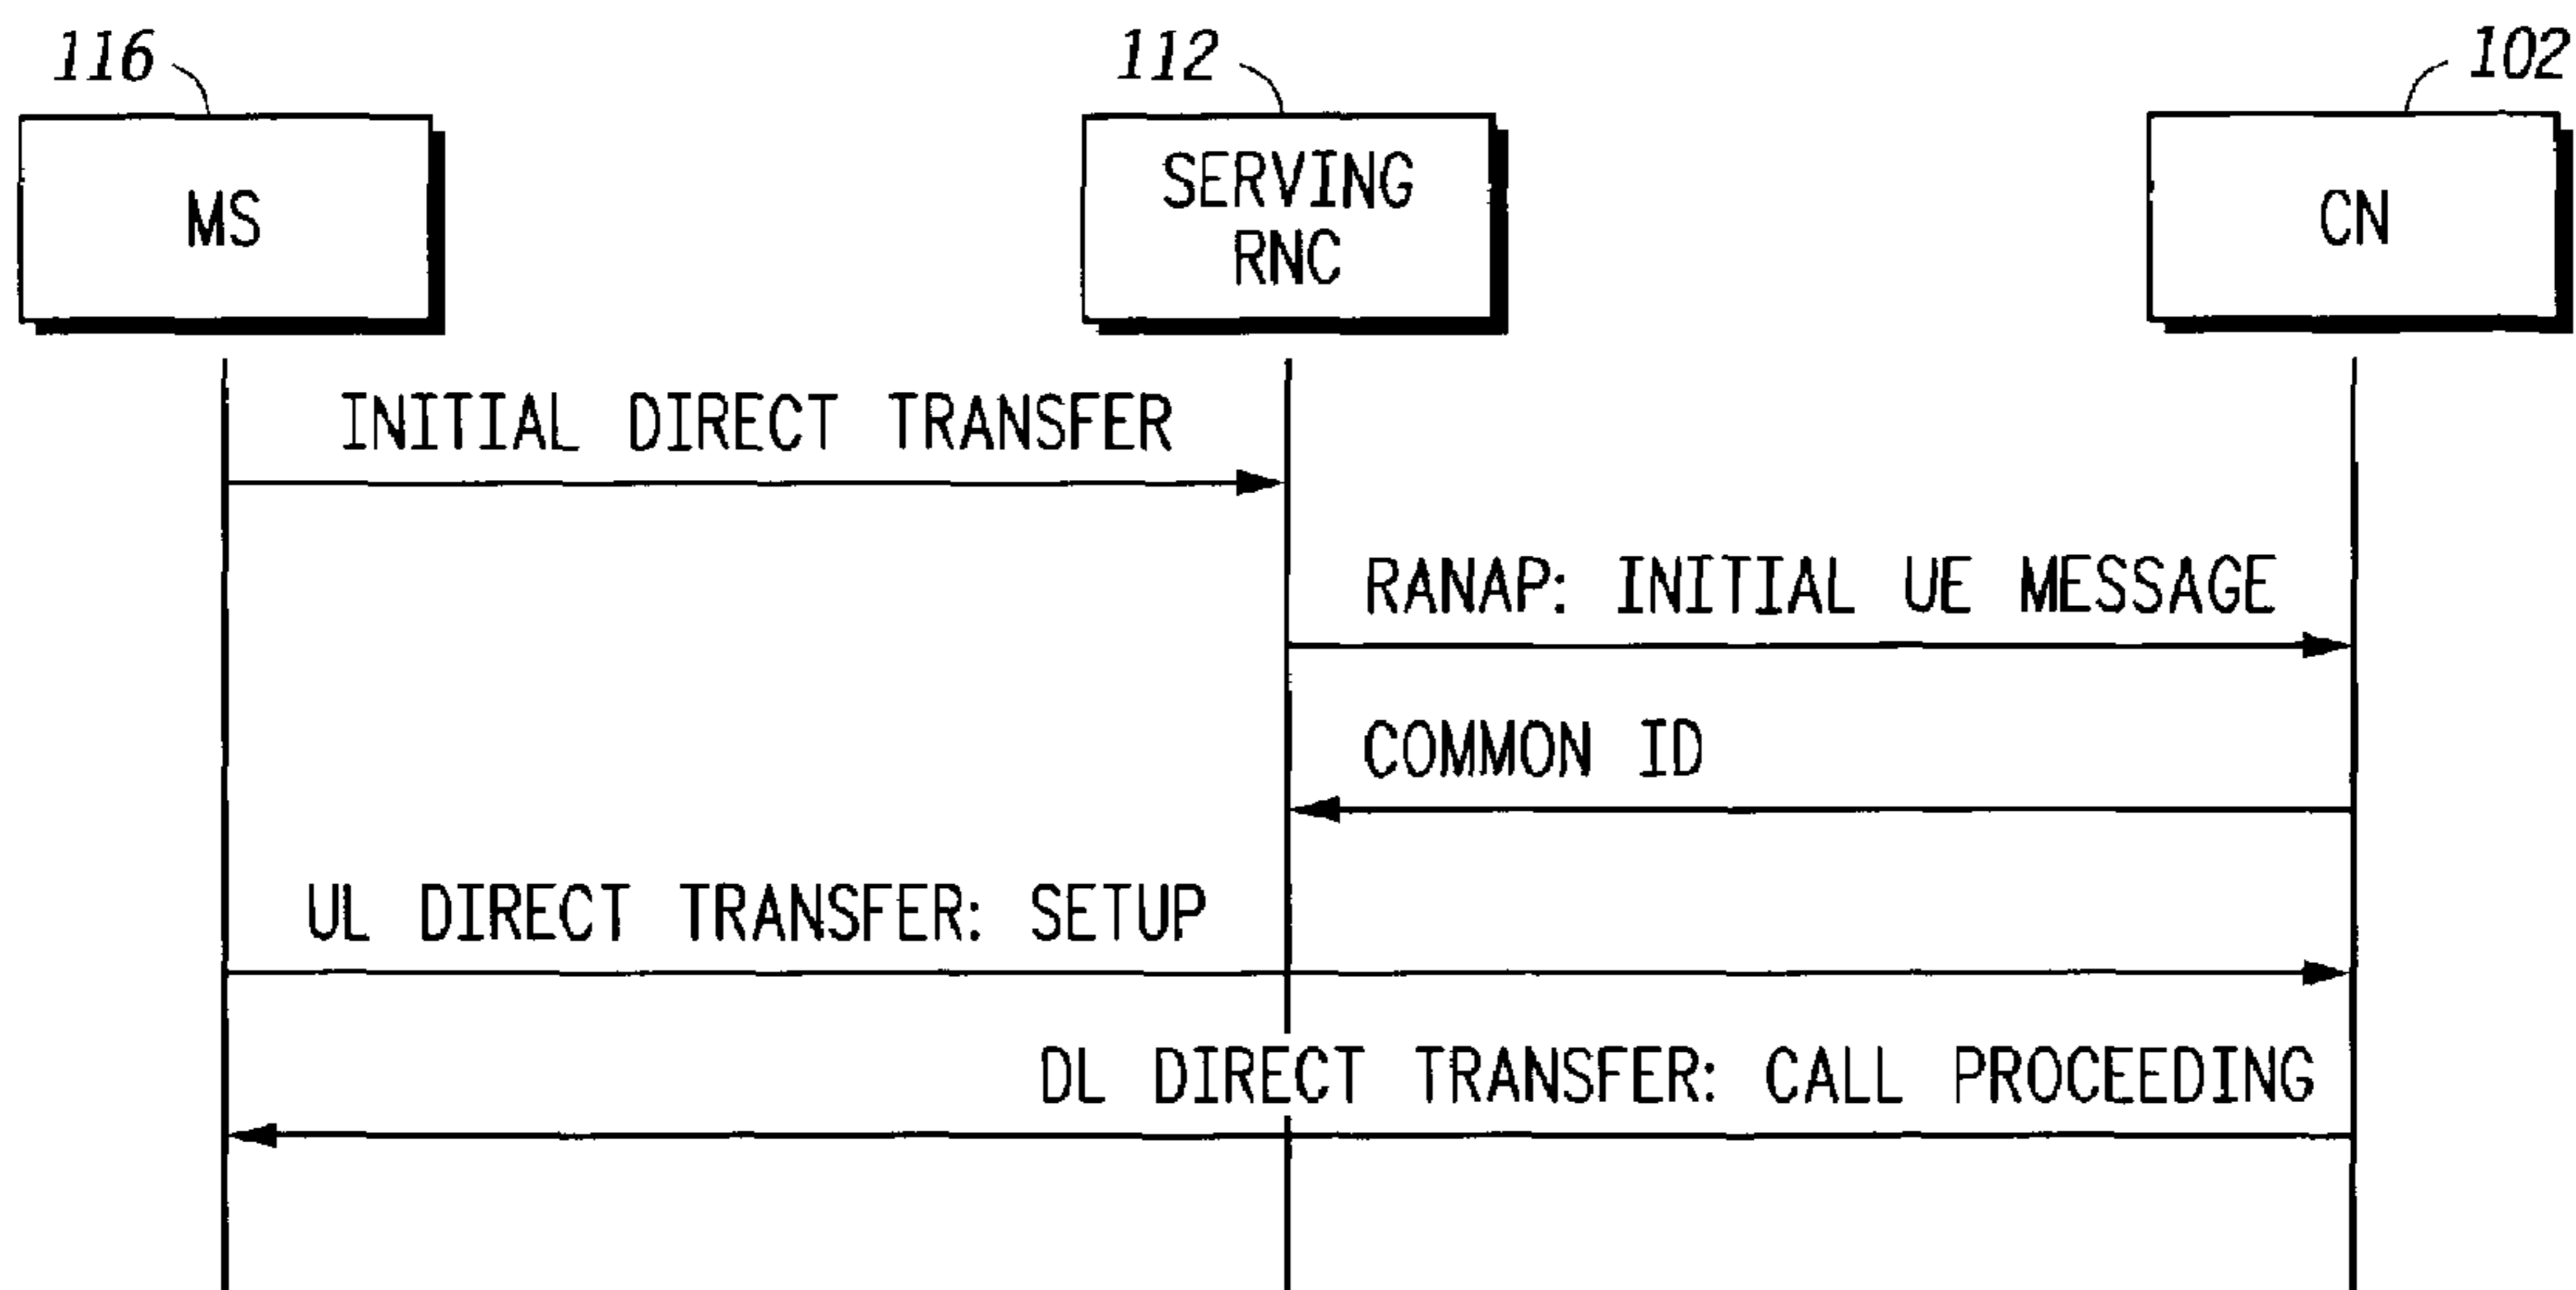 116
112
102
MS
SERVING
RNC
CN
INITIAL DIRECT TRANSFER
RANAP: INITIAL UE MESSAGE
COMMON ID
UL DIRECT TRANSFER: SETUP
DL DIRECT TRANSFER: CALL PROCEEDING